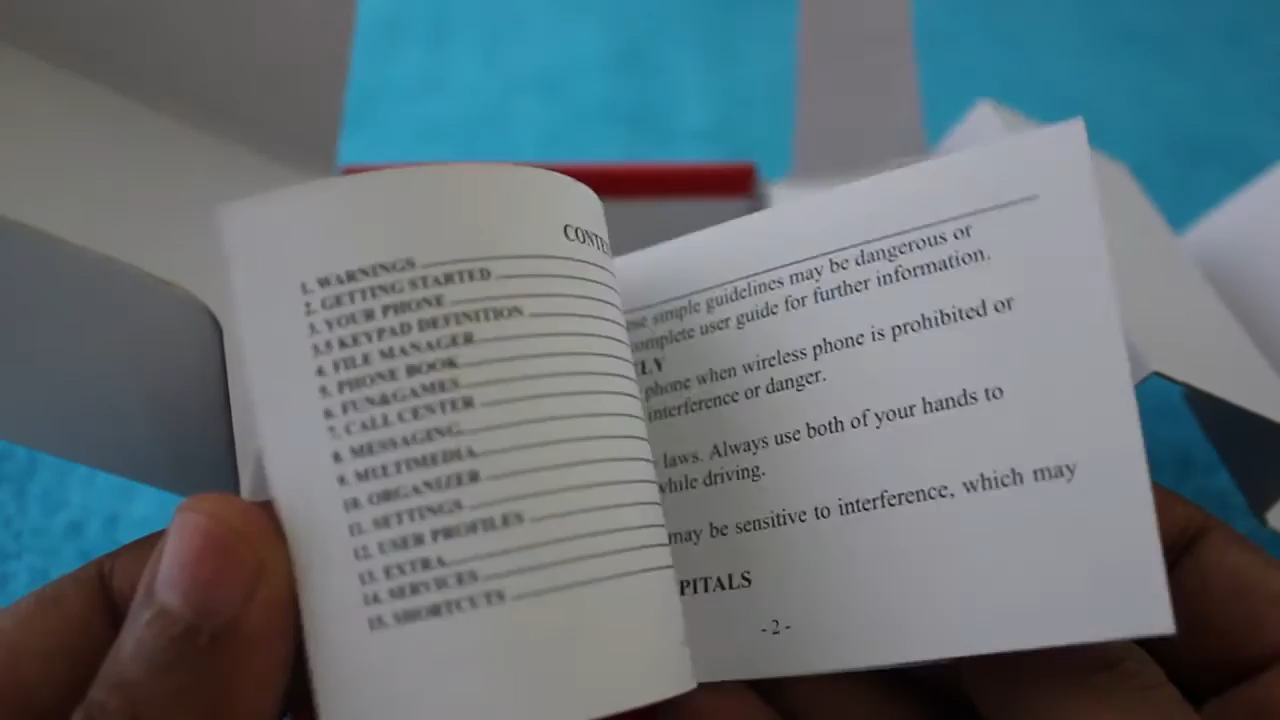 CONTE
1. WARNINGS
2. GETTING STARTED
3. YOUR PHONE
3.5 KEYPAD DEFINITION
4. FILE MANAGER
5. PHONE BOOK
6. FUN&GAMES
7. CALL CENTER
8. MESSAGING
9. MULTIMEDIA
10. ORGANIZER
11. SETTINGS
12. USER PROFILES
13. EXTRA
14. SERVICES
15. SHORTCUTS
se simple guidelines may be dangerous or
omplete user guide for further information.
LY
phone when wireless phone is prohibited or
interference or danger.
laws. Always use both of your hands to
while driving.
may be sensitive to interference, which may
PITALS
- 2 -